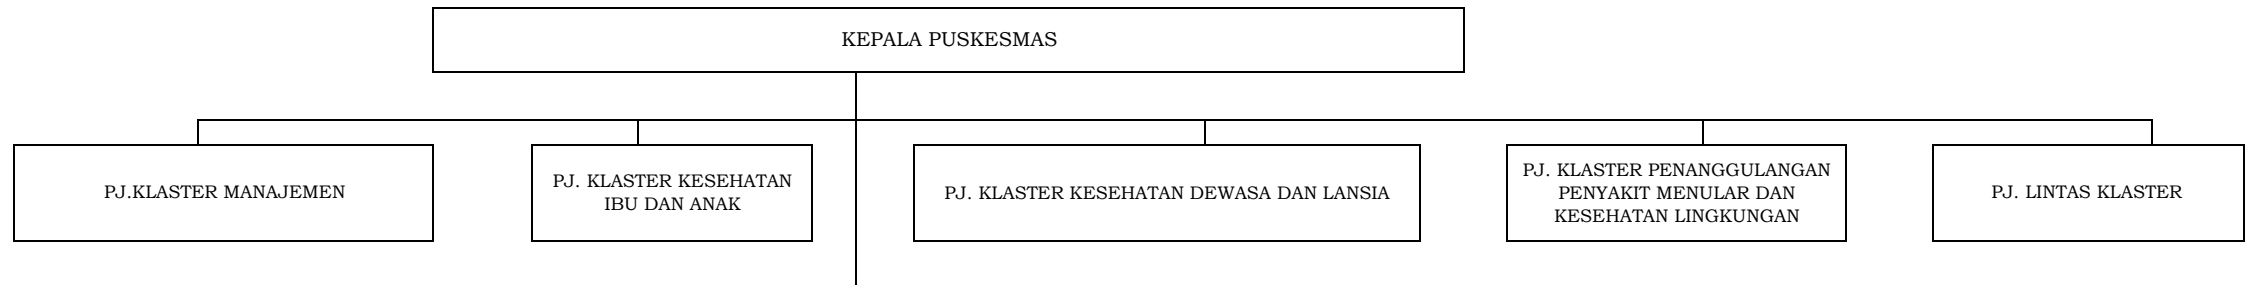 KEPALA PUSKESMAS
PJ.KLASTER MANAJEMEN
PJ. KLASTER KESEHATAN
IBU DAN ANAK
PJ. KLASTER KESEHATAN DEWASA DAN LANSIA
PJ. KLASTER PENANGGULANGAN
PENYAKIT MENULAR DAN
KESEHATAN LINGKUNGAN
PJ. LINTAS KLASTER